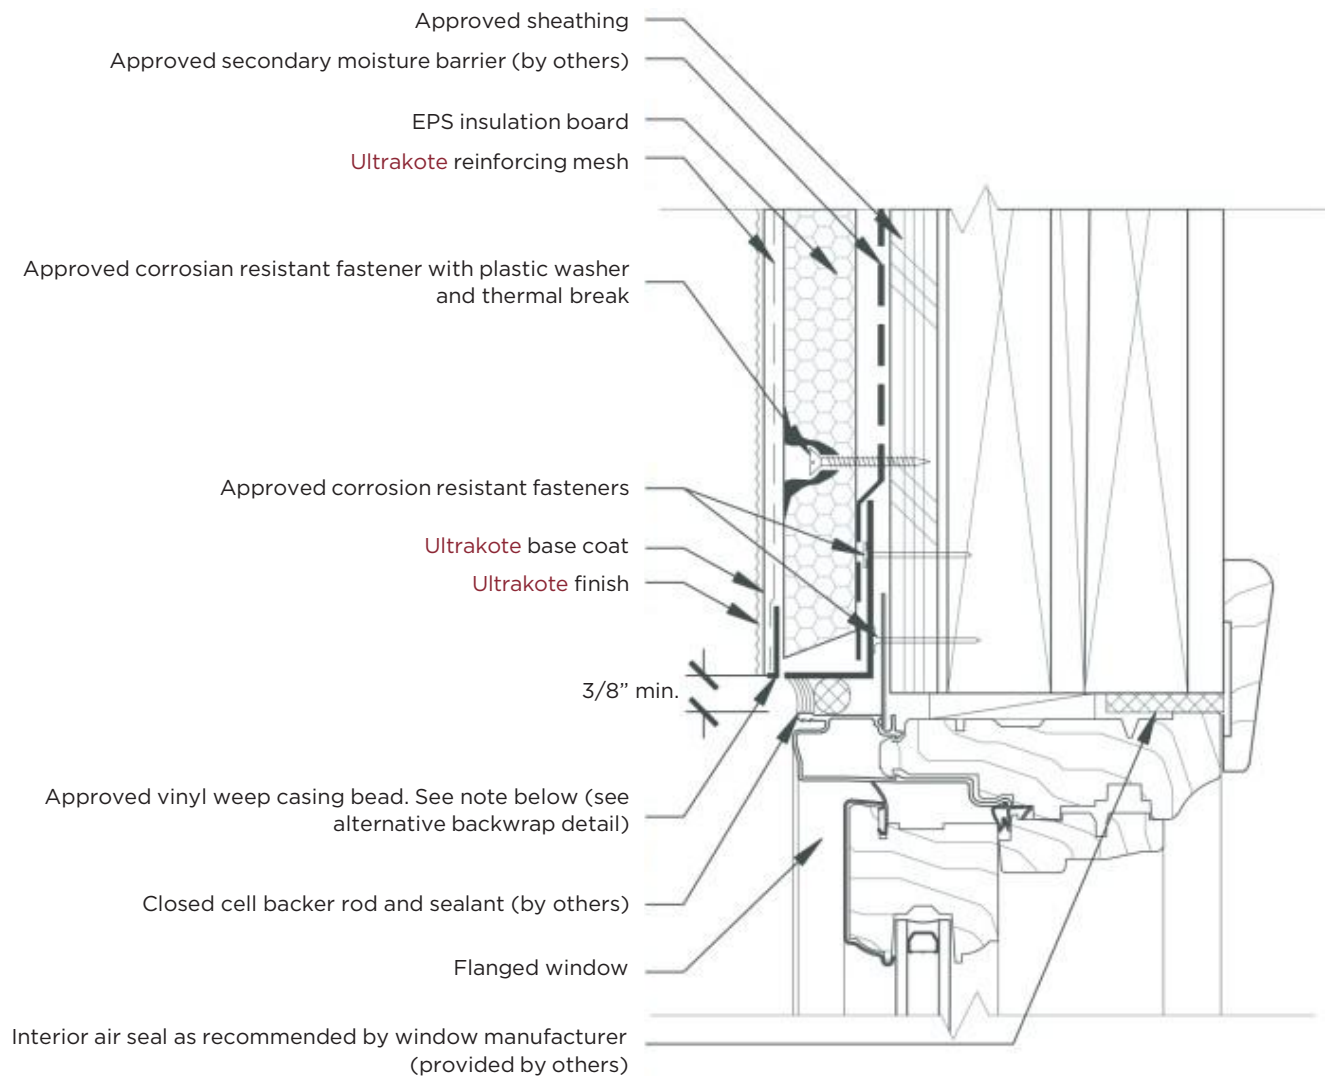 Approved sheathing
Approved secondary moisture barrier (by others)
EPS insulation board
Ultrakote reinforcing mesh
Approved corrosian resistant fastener with plastic washer
and thermal break
Approved corrosion resistant fasteners
Ultrakote base coat
Ultrakote finish
3/8” min.
Approved vinyl weep casing bead. See note below (see
alternative backwrap detail)
Closed cell backer rod and sealant (by others)
Flanged window
Interior air seal as recommended by window manufacturer
(provided by others)